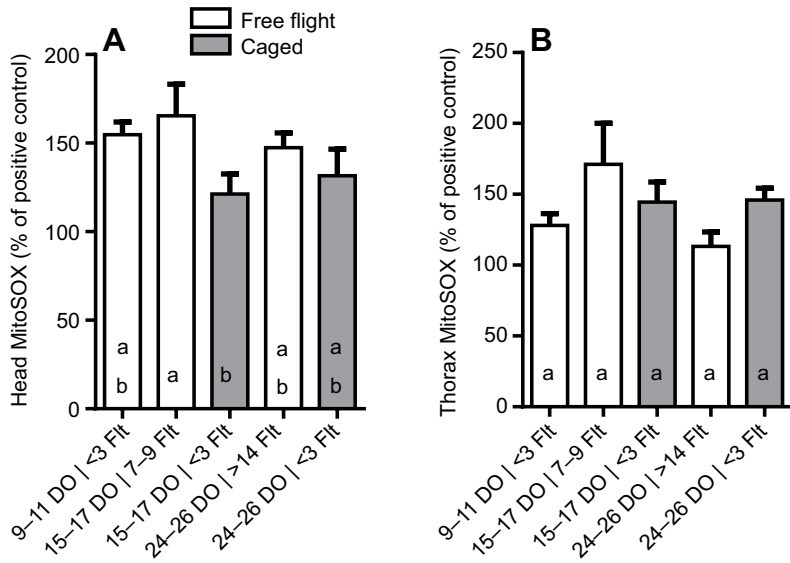 A
Free flight
Caged
Head MitoSOX (% of positive control)
200
150
100
50
0
a
b
a
b
a
b
a
b
9–11 DO | <3 Flt
15–17 DO | 7–9 Flt
15–17 DO | <3 Flt
24–26 DO | >14 Flt
24–26 DO | <3 Flt
B
Thorax MitoSOX (% of positive control)
250
200
150
100
50
0
a
a
a
a
a
9–11 DO | <3 Flt
15–17 DO | 7–9 Flt
15–17 DO | <3 Flt
24–26 DO | >14 Flt
24–26 DO | <3 Flt